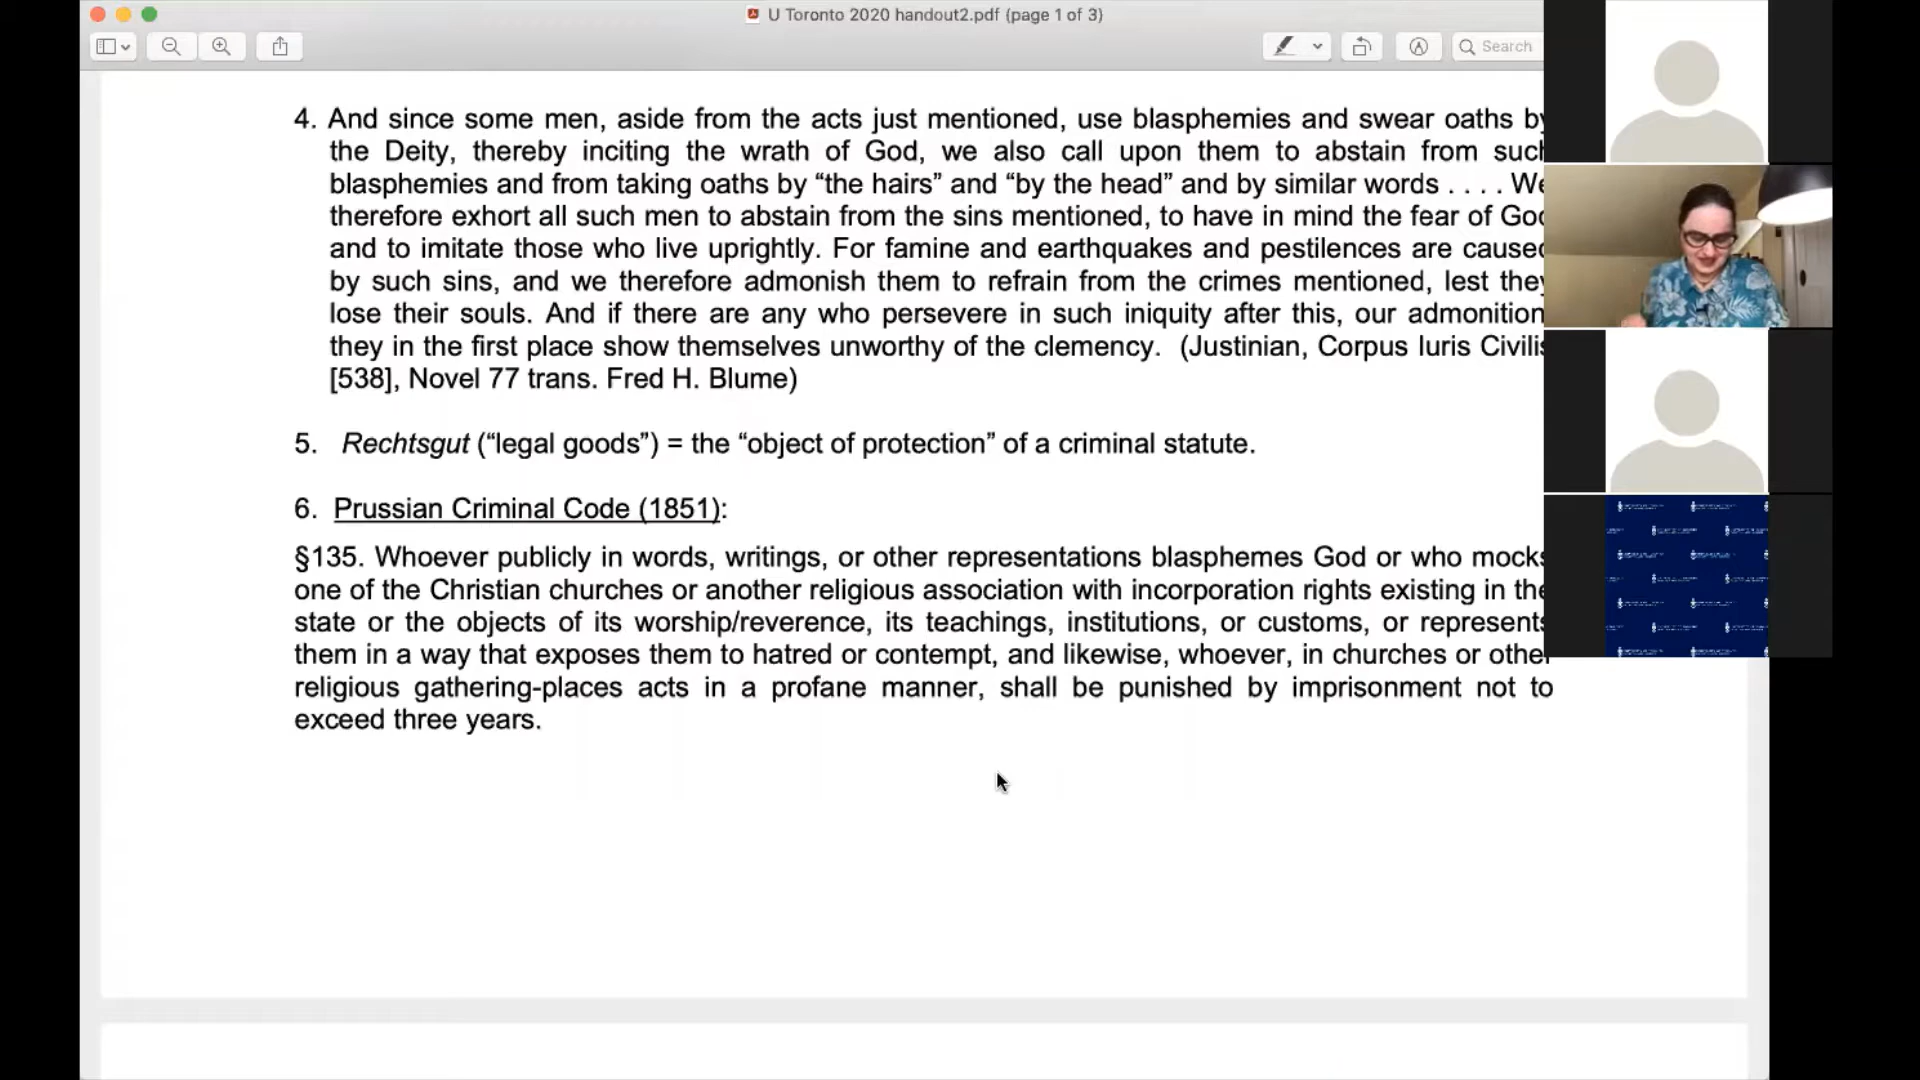 U Toronto 2020 handout2.pdf (page 1 of 3)
Search
4. And since some men, aside from the acts just mentioned, use blasphemies and swear oaths by
the Deity, thereby inciting the wrath of God, we also call upon them to abstain from such
blasphemies and from taking oaths by “the hairs” and “by the head” and by similar words . . . . We
therefore exhort all such men to abstain from the sins mentioned, to have in mind the fear of God
and to imitate those who live uprightly. For famine and earthquakes and pestilences are caused
by such sins, and we therefore admonish them to refrain from the crimes mentioned, lest they
lose their souls. And if there are any who persevere in such iniquity after this, our admonition
they in the first place show themselves unworthy of the clemency. (Justinian, Corpus Iuris Civilis
[538], Novel 77 trans. Fred H. Blume)
5. Rechtsgut (“legal goods”) = the “object of protection” of a criminal statute.
6. Prussian Criminal Code (1851):
§135. Whoever publicly in words, writings, or other representations blasphemes God or who mocks
one of the Christian churches or another religious association with incorporation rights existing in the
state or the objects of its worship/reverence, its teachings, institutions, or customs, or represents
them in a way that exposes them to hatred or contempt, and likewise, whoever, in churches or other
religious gathering-places acts in a profane manner, shall be punished by imprisonment not to
exceed three years.